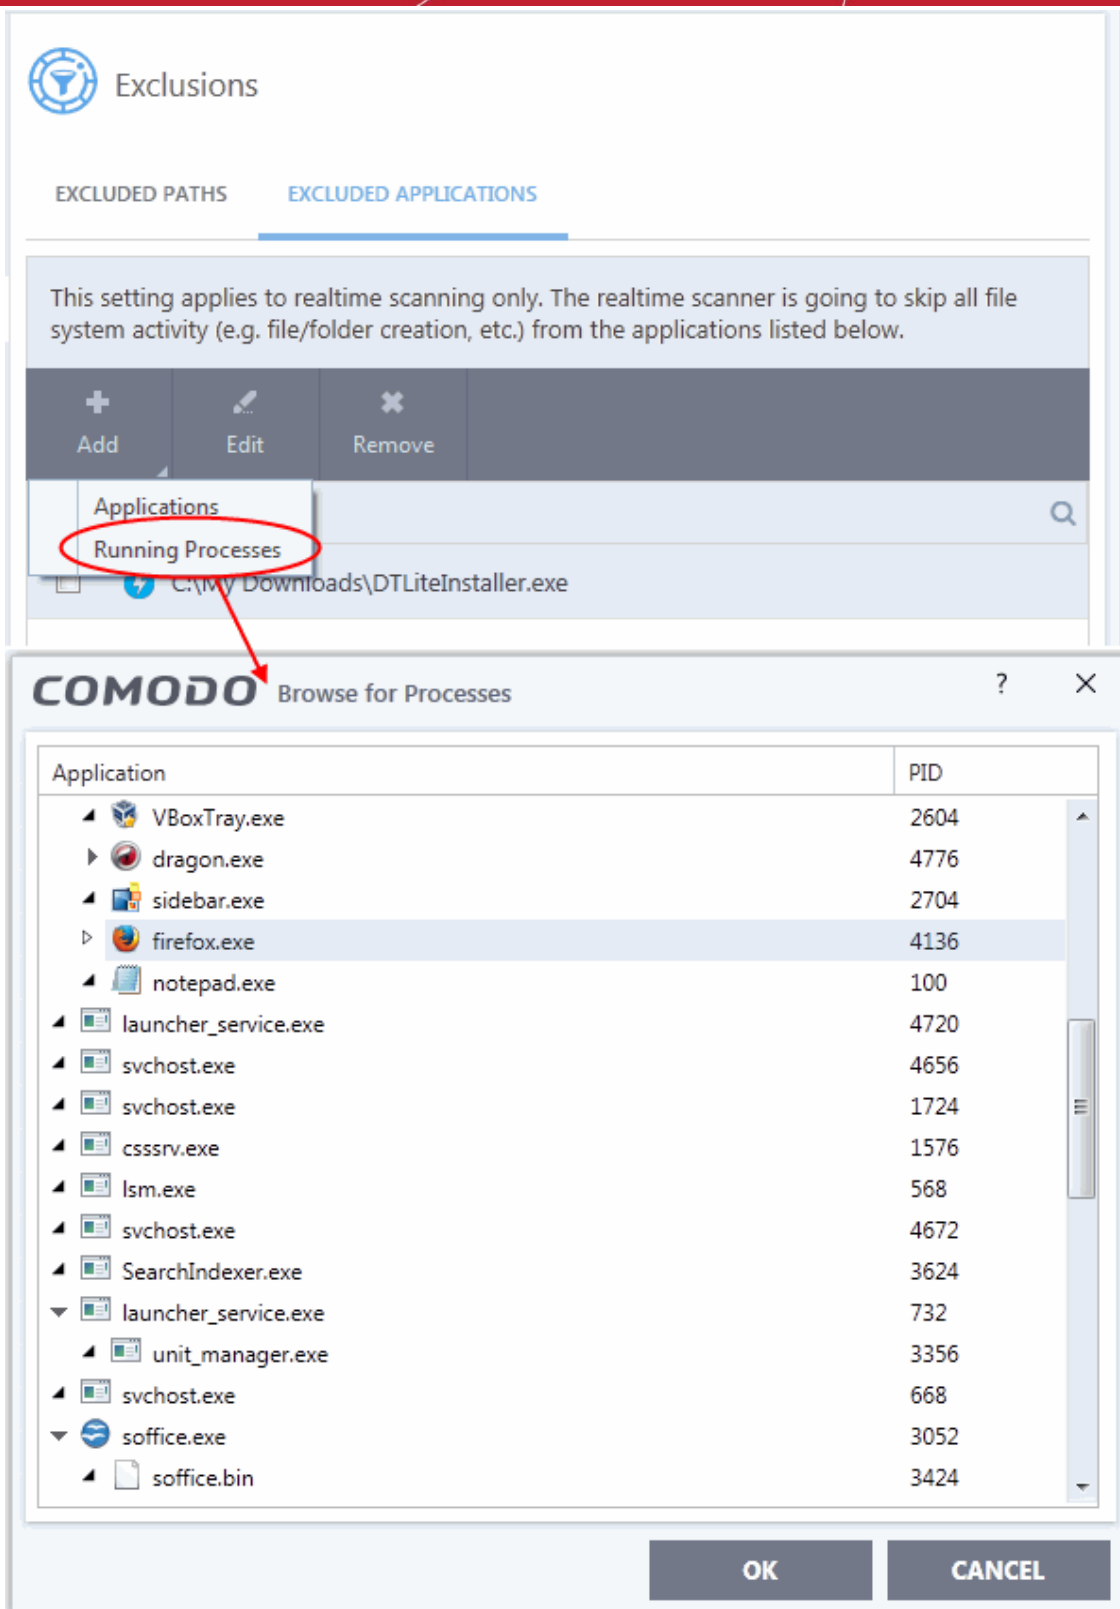 Exclusions
EXCLUDED PATHS EXCLUDED APPLICATIONS
This setting applies to realtime scanning only. The realtime scanner is going to skip all file
system activity (e.g. file/folder creation, etc.) from the applications listed below.
Add Edit Remove
Applications
Running Processes
C:\My Downloads\DTLiteInstaller.exe
COMODO Browse for Processes ?
Application PID
VBoxTray.exe 2604
dragon.exe 4776
sidebar.exe 2704
firefox.exe 4136
notepad.exe 100
launcher_service.exe 4720
svchost.exe 4656
svchost.exe 1724
csssrv.exe 1576
lsm.exe 568
svchost.exe 4672
SearchIndexer.exe 3624
launcher_service.exe 732
unit_manager.exe 3356
svchost.exe 668
soffice.exe 3052
soffice.bin 3424
OK CANCEL